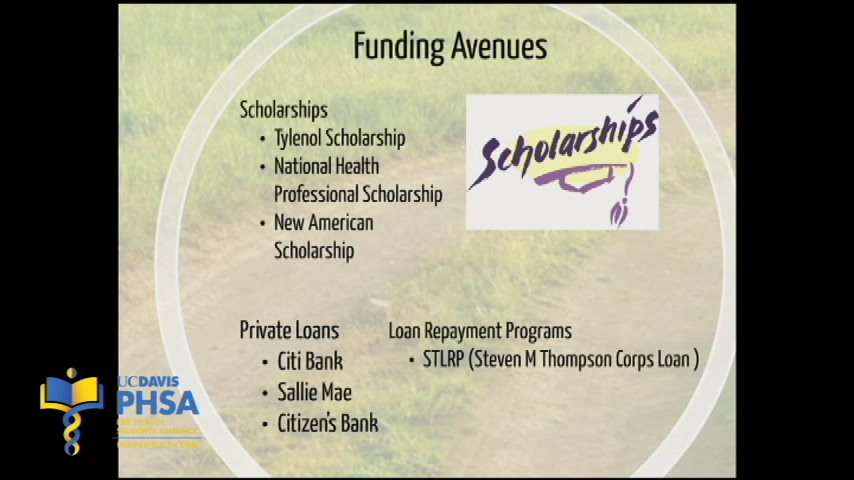 Funding Avenues
Scholarships
• Tylenol Scholarship
• National Health
Professional Scholarship
• New American
Scholarship
Scholarships
Private Loans
• Citi Bank
• Sallie Mae
• Citizen's Bank
Loan Repayment Programs
• STLRP (Steven M Thompson Corps Loan )
UCDAVIS
PHSA